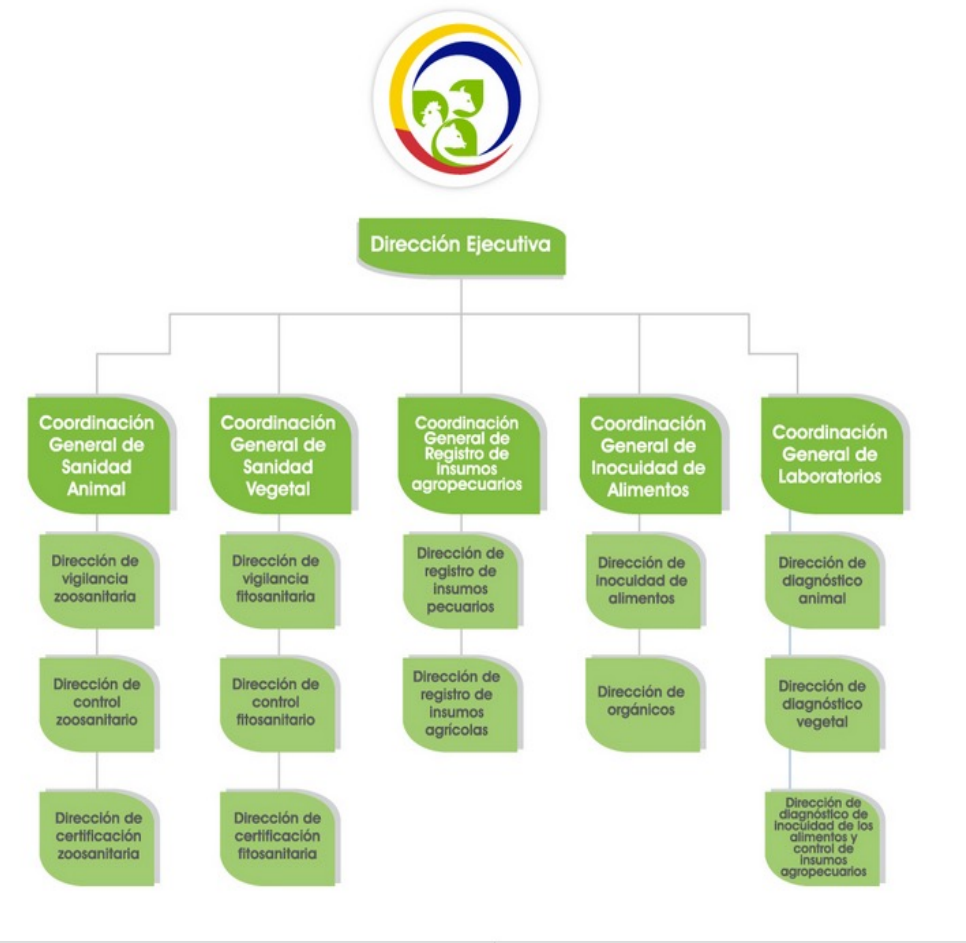 Dirección Ejecutiva
Coordinación
General de
Sanidad
Animal
Coordinación
General de
Sanidad
Vegetal
Coordinación
General de
Registro de
insumos
agropecuarios
Coordinación
General de
Inocuidad de
Alimentos
Coordinación
General de
Laboratorios
Dirección de
vigilancia
zoosanitaria
Dirección de
vigilancia
fitosanitaria
Dirección de
registro de
insumos
pecuarios
Dirección de
inocuidad de
alimentos
Dirección de
diagnóstico
animal
Dirección de
control
zoosanitario
Dirección de
control
fitosanitario
Dirección de
registro de
insumos
agrícolas
Dirección de
orgánicos
Dirección de
diagnóstico
vegetal
Dirección de
certificación
zoosanitaria
Dirección de
certificación
fitosanitaria
Dirección de
diagnóstico de
inocuidad de los
alimentos y
control de
insumos
agropecuarios